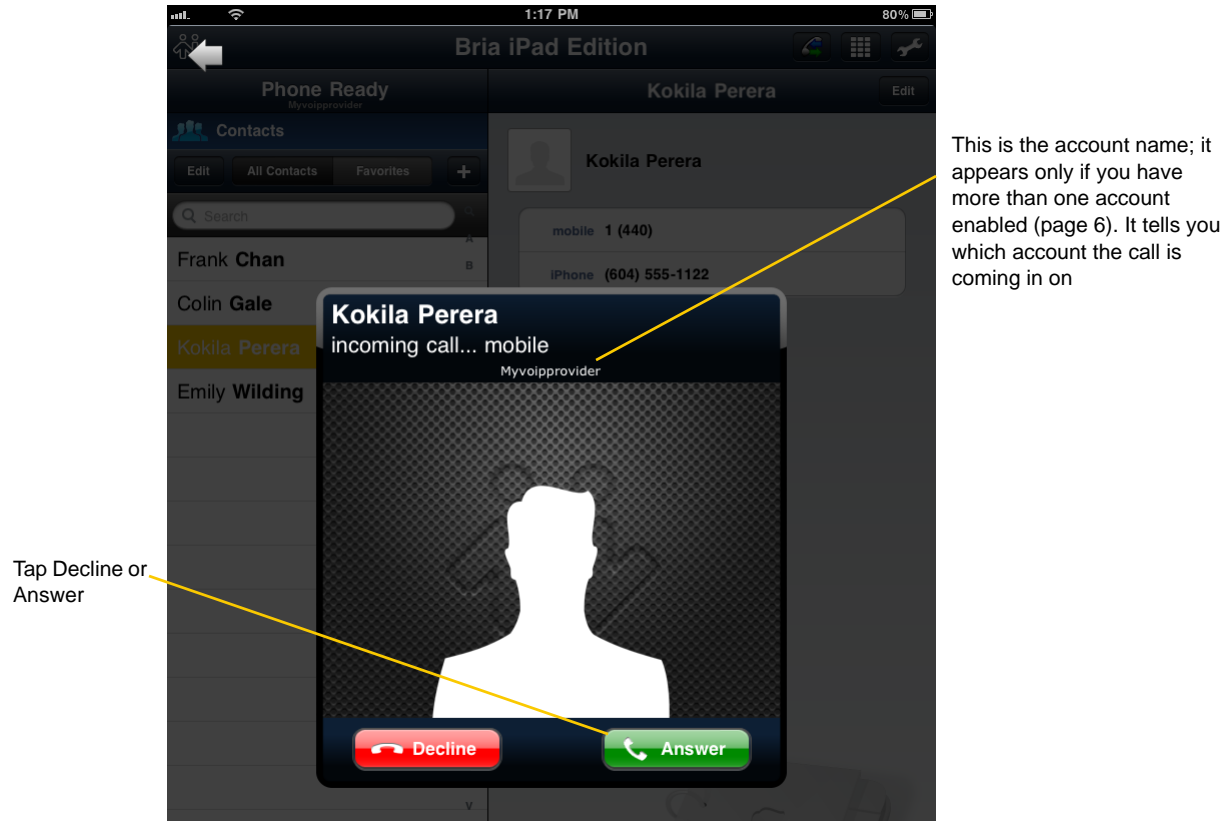 1:17 PM
80%
Bria iPad Edition
Phone Ready
Myvoipprovider
Kokila Perera
Edit
Contacts
Edit
All Contacts
Favorites
+
Kokila Perera
Search
A
B
mobile 1 (440)
iPhone (604) 555-1122
Frank Chan
Colin Gale
Kokila Perera
Emily Wilding
V
Kokila Perera
incoming call... mobile
Myvoipprovider
Decline
Answer
This is the account name; it
appears only if you have
more than one account
enabled (page 6). It tells you
which account the call is
coming in on
Tap Decline or
Answer